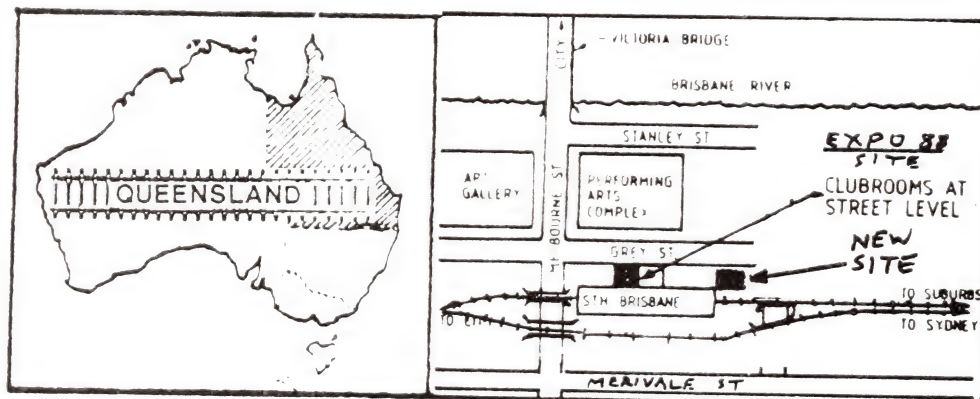 QUEENSLAND
CITY
VICTORIA BRIDGE
BRISBANE RIVER
STANLEY ST
EXPO 88
SITE
ART
GALLERY
PERFORMING
ARTS
COMPLEX
BOURNE ST
CLUBROOMS AT
STREET LEVEL
GREY ST
NEW
SITE
STH BRISBANE
TO SUBURBS
TO CITY
TO SYDNEY
MERIVALE ST